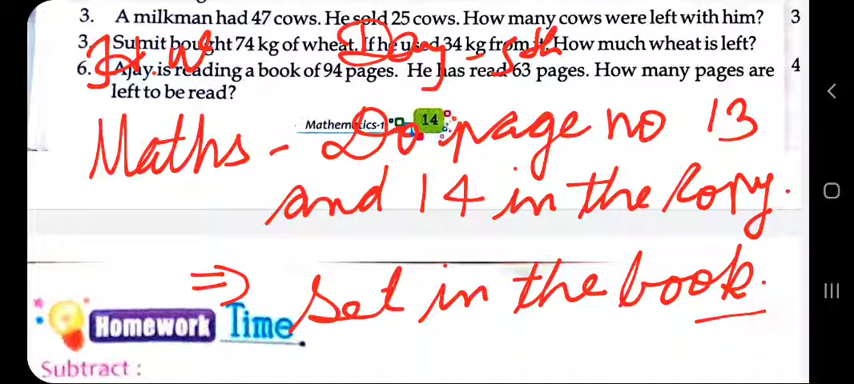 3. A milkman had 47 cows. He sold 25 cows. How many cows were left with him? 3
3. Sumit bought 74 kg of wheat. If he used 34 kg from it. How much wheat is left?
H w Day - 5th
6. Ajay is reading a book of 94 pages. He has read 63 pages. How many pages are 4
left to be read?
Mathematics-1 14
Maths - Do page no 13
and 14 in the Copy.
⇒ Set in the book.
Homework Time
Subtract :